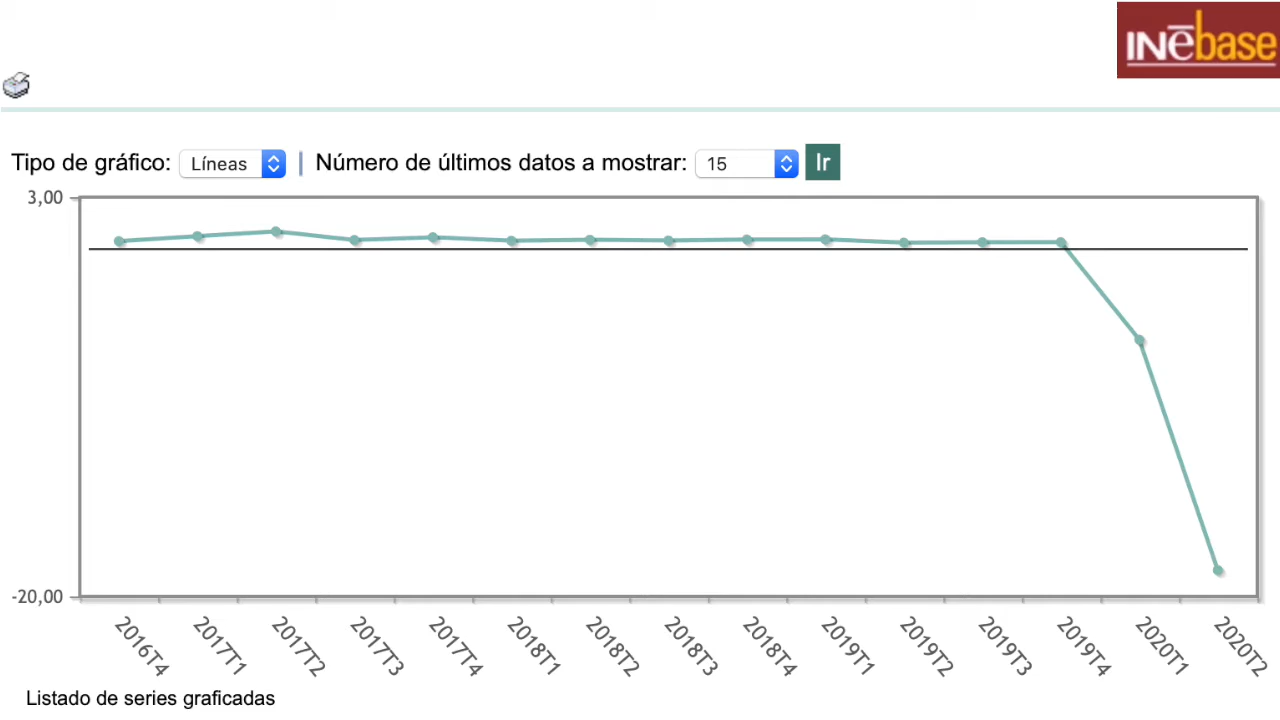 INēbase
Tipo de gráfico: Líneas | Número de últimos datos a mostrar: 15 Ir
3,00
-20,00
2016T4 2017T1 2017T2 2017T3 2017T4 2018T1 2018T2 2018T3 2018T4 2019T1 2019T2 2019T3 2019T4 2020T1 2020T2
Listado de series graficadas